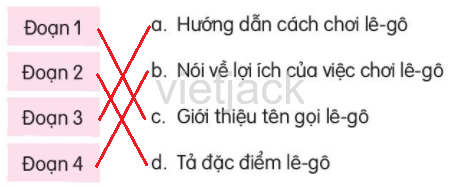 Đoạn 1
a. Hướng dẫn cách chơi lê-gô
Đoạn 2
b. Nói về lợi ích của việc chơi lê-gô
vietjack
Đoạn 3
c. Giới thiệu tên gọi lê-gô
Đoạn 4
d. Tả đặc điểm lê-gô